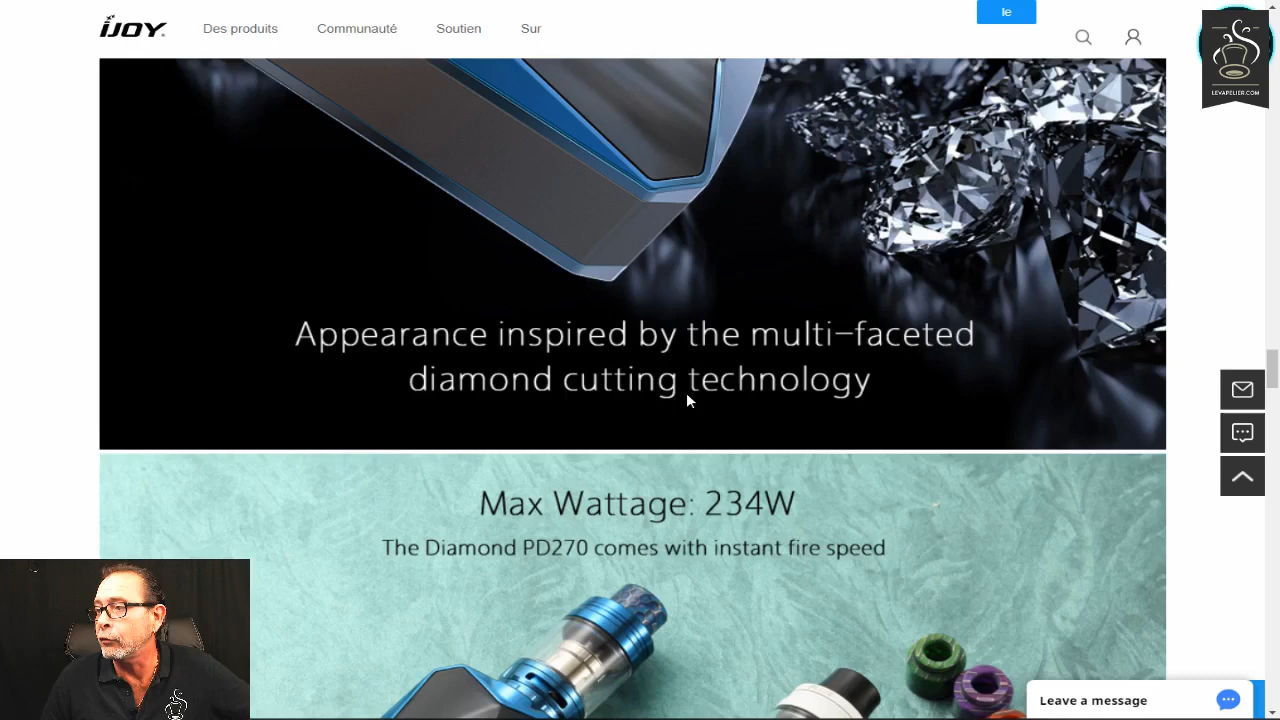 iJOY
Des produits
Communauté
Soutien
Sur
le
LEVAPELIER.COM
Appearance inspired by the multi-faceted
diamond cutting technology
Max Wattage: 234W
The Diamond PD270 comes with instant fire speed
Leave a message